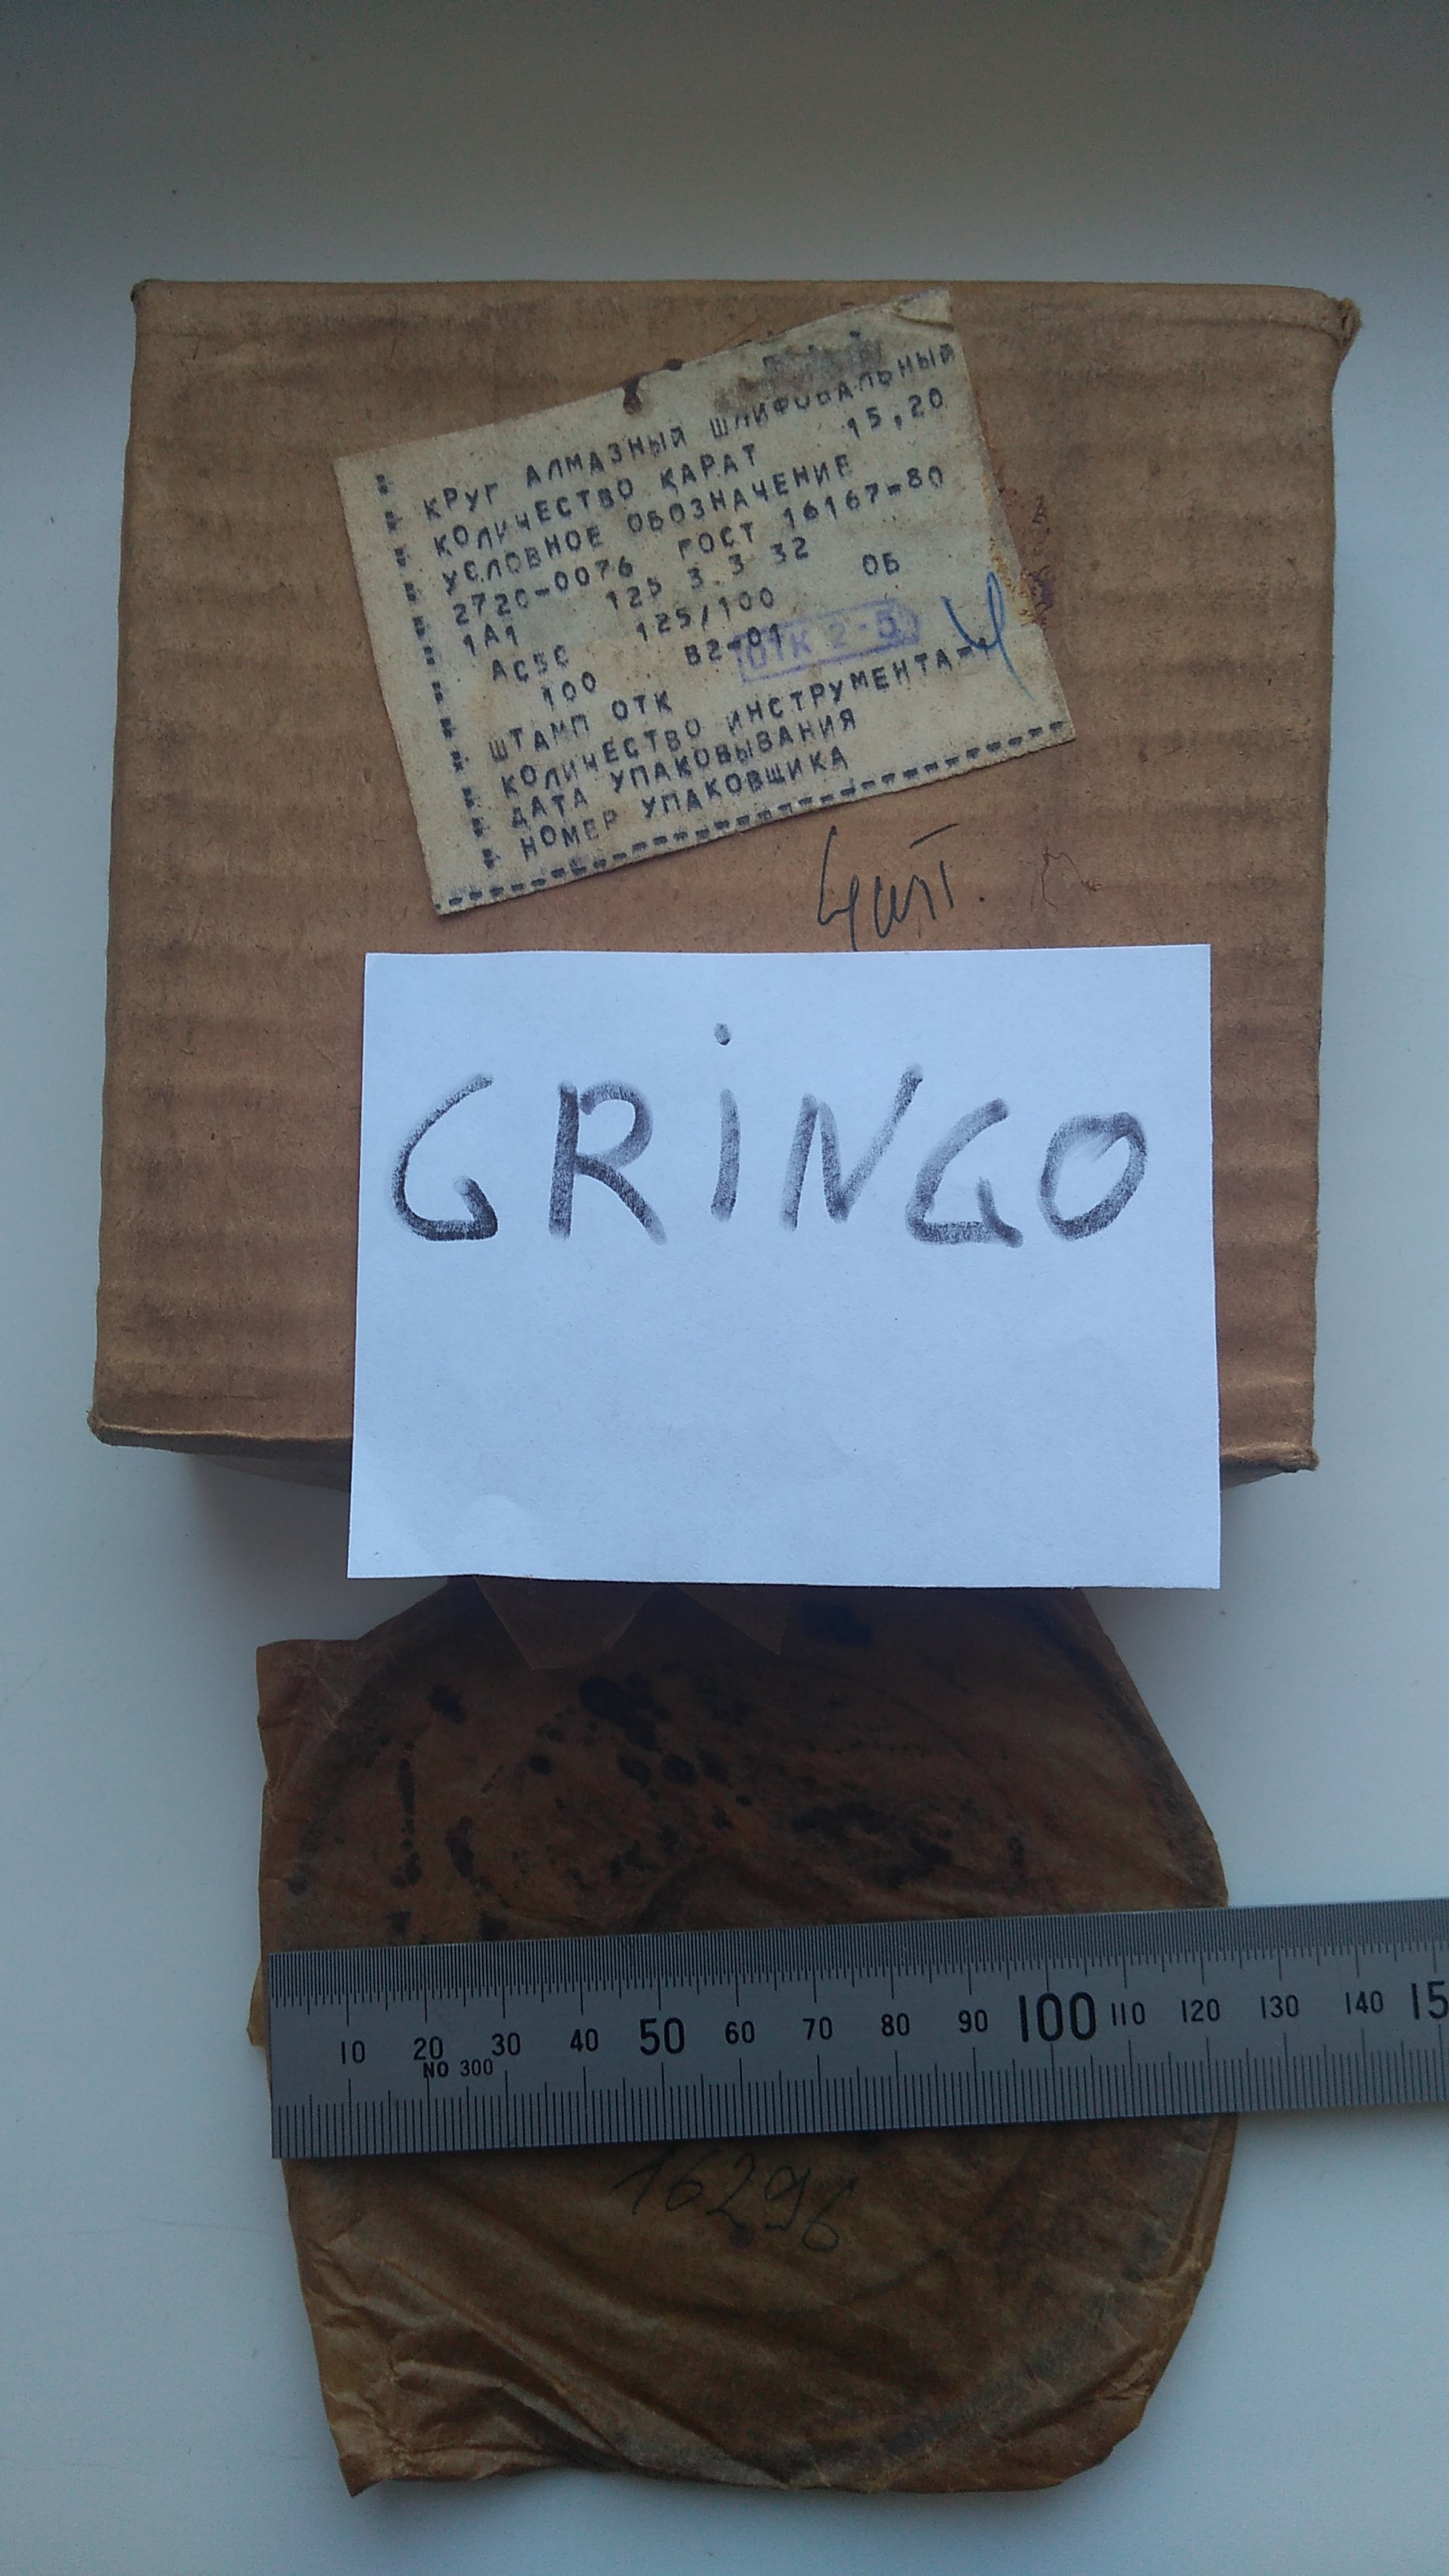 КРУГ АЛМАЗНЫЙ ШЛИФОВАЛЬНЫЙ
КОЛИЧЕСТВО КАРАТ 15,20
УСЛОВНОЕ ОБОЗНАЧЕНИЕ
2720-0076 ГОСТ 16167-80
1А1 125 3 3 32
АС5С 125/100 ОБ
100 В2-01
ШТАМП ОТК ОТК 2-5
КОЛИЧЕСТВО ИНСТРУМЕНТА-4
ДАТА УПАКОВЫВАНИЯ
НОМЕР УПАКОВЩИКА
4шт.
GRiNGO
10 20 30 40 50 60 70 80 90 100 110 120 130 140 15
NO 300
16296